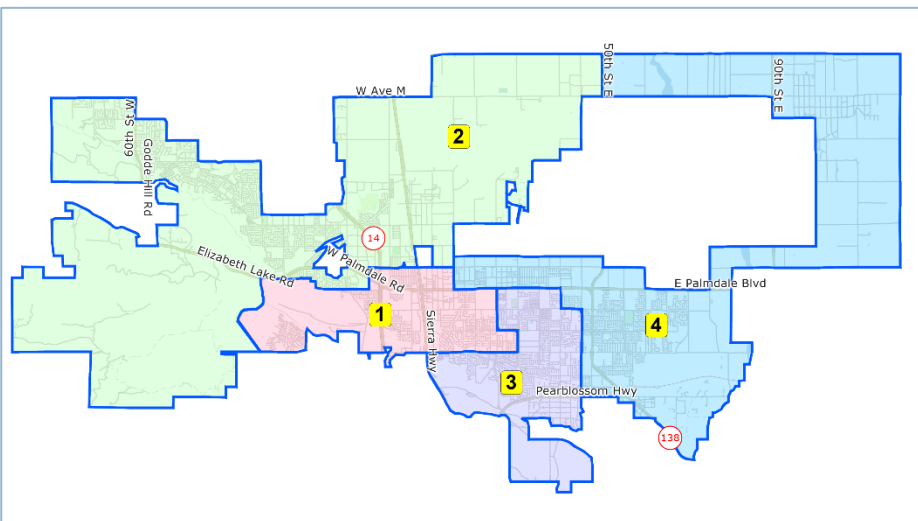 50th St E
90th St E
W Ave M
2
60th St W
Godde Hill Rd
14
Elizabeth Lake Rd
W Palmdale Rd
E Palmdale Blvd
1
Sierra Hwy
4
3
Pearblossom Hwy
138